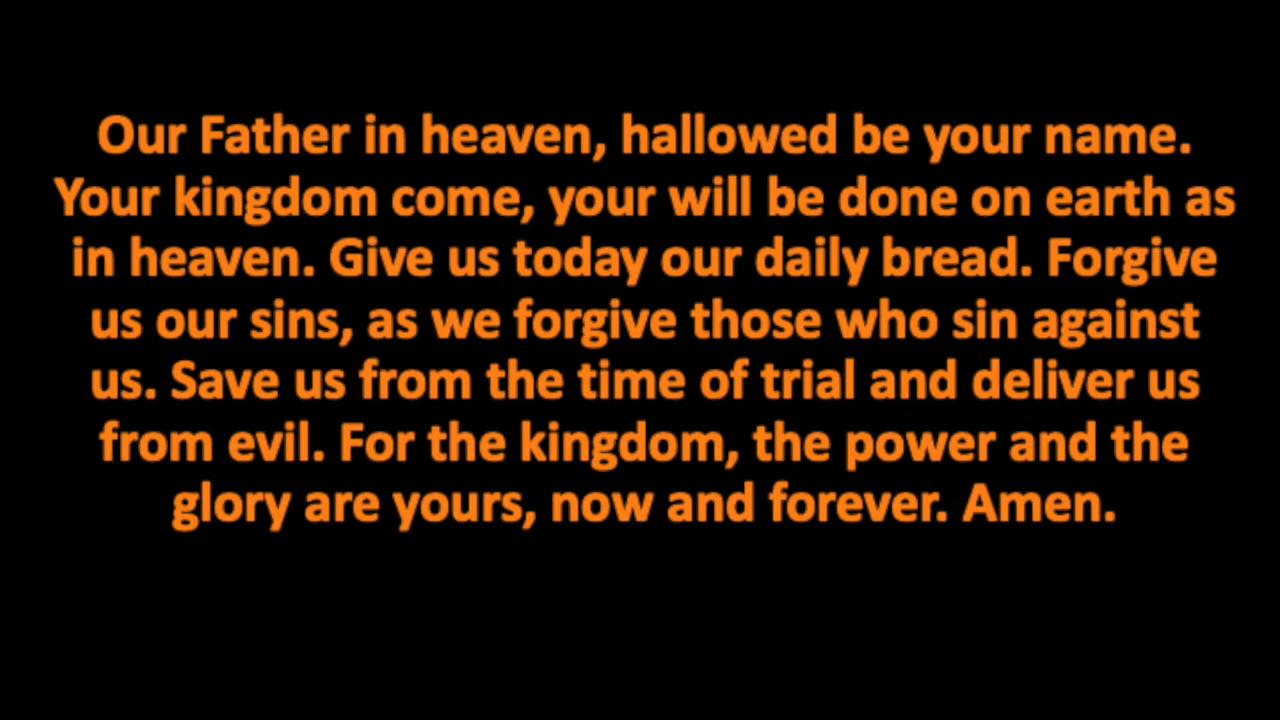 Our Father in heaven, hallowed be your name.
Your kingdom come, your will be done on earth as
in heaven. Give us today our daily bread. Forgive
us our sins, as we forgive those who sin against
us. Save us from the time of trial and deliver us
from evil. For the kingdom, the power and the
glory are yours, now and forever. Amen.